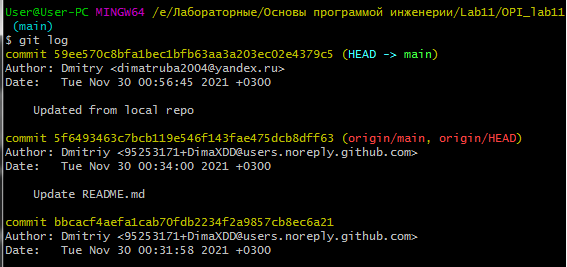 User@User-PC MINGW64 /e/Лабораторные/Основы программой инженерии/Lab11/OPI_lab11
(main)
$ git log
commit 59ee570c8bfa1bec1bfb63aa3a203ec02e4379c5 (HEAD -> main)
Author: Dmitry <dimatruba2004@yandex.ru>
Date:   Tue Nov 30 00:56:45 2021 +0300
Updated from local repo
commit 5f6493463c7bcb119e546f143fae475dcb8dff63 (origin/main, origin/HEAD)
Author: Dmitriy <95253171+DimaXDD@users.noreply.github.com>
Date:   Tue Nov 30 00:34:00 2021 +0300
Update README.md
commit bbcacf4aefa1cab70fdb2234f2a9857cb8ec6a21
Author: Dmitriy <95253171+DimaXDD@users.noreply.github.com>
Date:   Tue Nov 30 00:31:58 2021 +0300